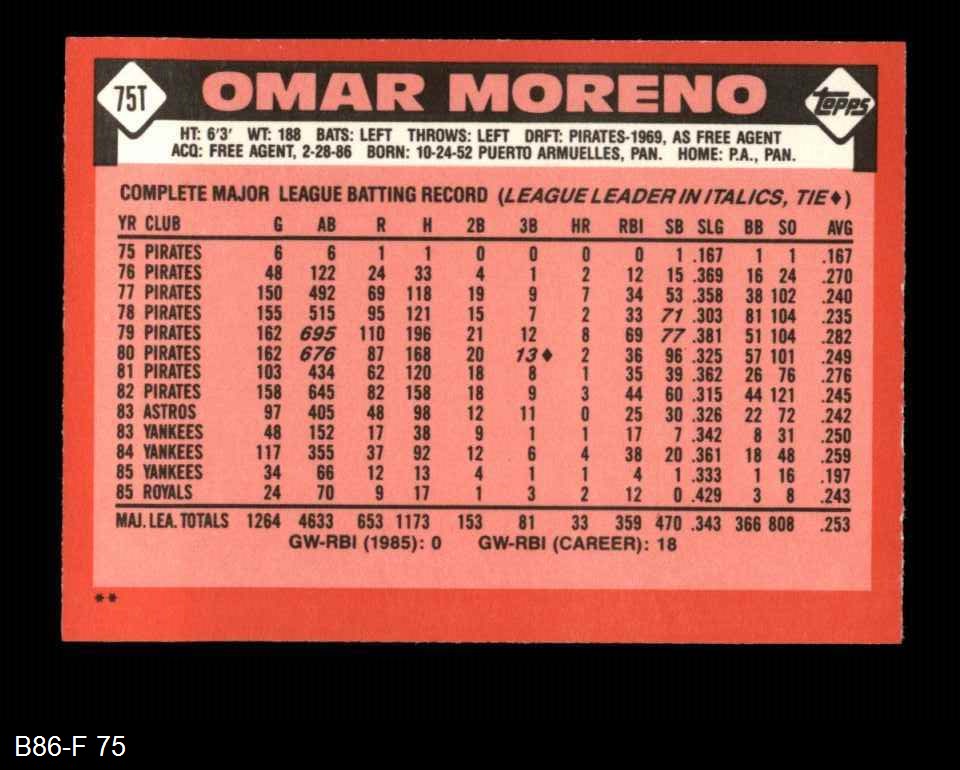 75T OMAR MORENO Topps
HT: 6'3' WT: 188 BATS: LEFT THROWS: LEFT DRFT: PIRATES-1969, AS FREE AGENT
ACQ: FREE AGENT, 2-28-86 BORN: 10-24-52 PUERTO ARMUELLES, PAN. HOME: P.A., PAN.
COMPLETE MAJOR LEAGUE BATTING RECORD (LEAGUE LEADER IN ITALICS, TIE♦)
YR CLUB G AB R H 2B 3B HR RBI SB SLG BB SO AVG
75 PIRATES 6 6 1 1 0 0 0 0 1 .167 1 1 .167
76 PIRATES 48 122 24 33 4 1 2 12 15 .369 16 24 .270
77 PIRATES 150 492 69 118 19 9 7 34 53 .358 38 102 .240
78 PIRATES 155 515 95 121 15 7 2 33 71 .303 81 104 .235
79 PIRATES 162 695 110 196 21 12 8 69 77 .381 51 104 .282
80 PIRATES 162 676 87 168 20 13♦ 2 36 96 .325 57 101 .249
81 PIRATES 103 434 62 120 18 8 1 35 39 .362 26 76 .276
82 PIRATES 158 645 82 158 18 9 3 44 60 .315 44 121 .245
83 ASTROS 97 405 48 98 12 11 0 25 30 .326 22 72 .242
83 YANKEES 48 152 17 38 9 1 1 17 7 .342 8 31 .250
84 YANKEES 117 355 37 92 12 6 4 38 20 .361 18 48 .259
85 YANKEES 34 66 12 13 4 1 1 4 1 .333 1 16 .197
85 ROYALS 24 70 9 17 1 3 2 12 0 .429 3 8 .243
MAJ. LEA. TOTALS 1264 4633 653 1173 153 81 33 359 470 .343 366 808 .253
GW-RBI (1985): 0 GW-RBI (CAREER): 18
**
B86-F 75